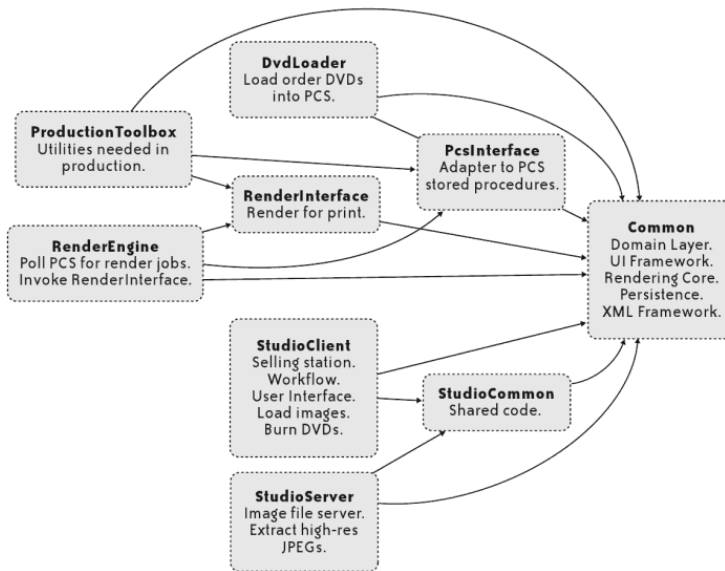 DvdLoader
Load order DVDs
into PCS.
ProductionToolbox
Utilities needed in
production.
PcsInterface
Adapter to PCS
stored procedures.
RenderInterface
Render for print.
RenderEngine
Poll PCS for render jobs.
Invoke RenderInterface.
Common
Domain Layer.
UI Framework.
Rendering Core.
Persistence.
XML Framework.
StudioClient
Selling station.
Workflow.
User Interface.
Load images.
Burn DVDs.
StudioCommon
Shared code.
StudioServer
Image file server.
Extract high-res
JPEGs.